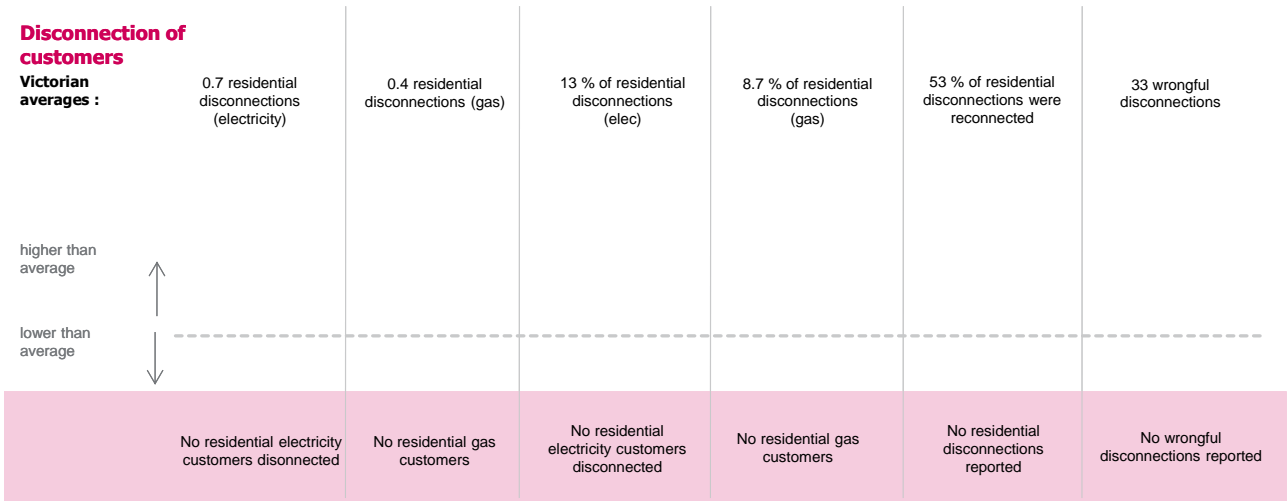 Disconnection of
customers
Victorian
averages :
0.7 residential
disconnections
(electricity)
0.4 residential
disconnections (gas)
13 % of residential
disconnections
(elec)
8.7 % of residential
disconnections
(gas)
53 % of residential
disconnections were
reconnected
33 wrongful
disconnections
higher than
average
lower than
average
No residential electricity
customers disonnected
No residential gas
customers
No residential
electricity customers
disconnected
No residential gas
customers
No residential
disconnections
reported
No wrongful
disconnections reported